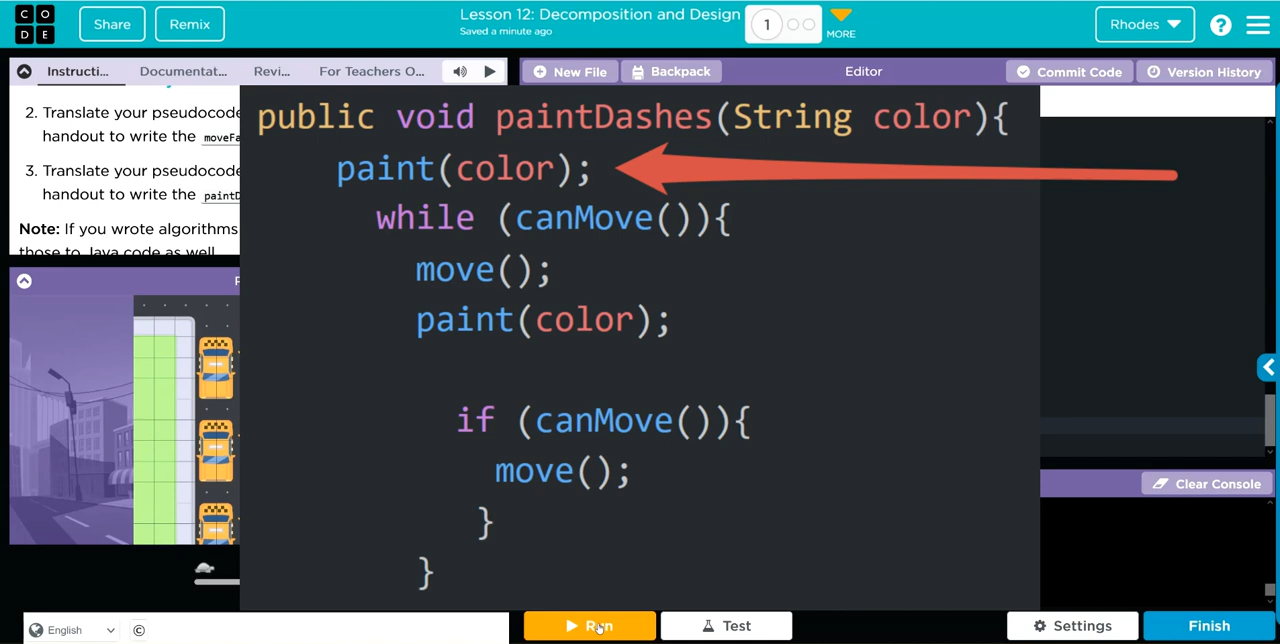 CO
DE
Share
Remix
Lesson 12: Decomposition and Design
Saved a minute ago
1
MORE
Rhodes
?
Instructi...
Documentat...
Revi...
For Teachers O...
New File
Backpack
Editor
Commit Code
Version History
2. Translate your pseudocode
handout to write the moveFa
3. Translate your pseudocode
handout to write the paintD
Note: If you wrote algorithms
those to Java code as well
public void paintDashes(String color){
paint(color);
while (canMove()){
move();
paint(color);
if (canMove()){
move();
}
}
Clear Console
English
©
Run
Test
Settings
Finish